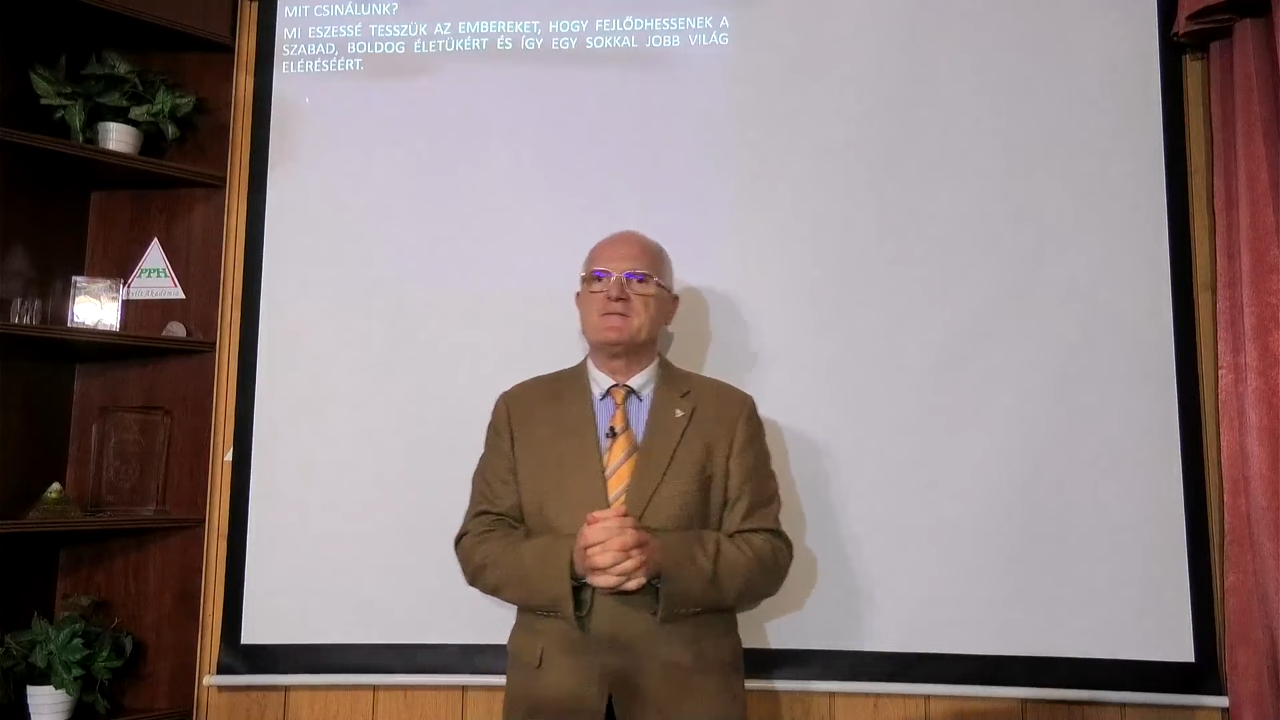 MIT CSINÁLUNK?
MI ESZESSÉ TESSZÜK AZ EMBEREKET, HOGY FEJLŐDHESSENEK A
SZABAD, BOLDOG ÉLETÜKÉRT ÉS ÍGY EGY SOKKAL JOBB VILÁG
ELÉRÉSÉÉRT.
PPH
Akadémia